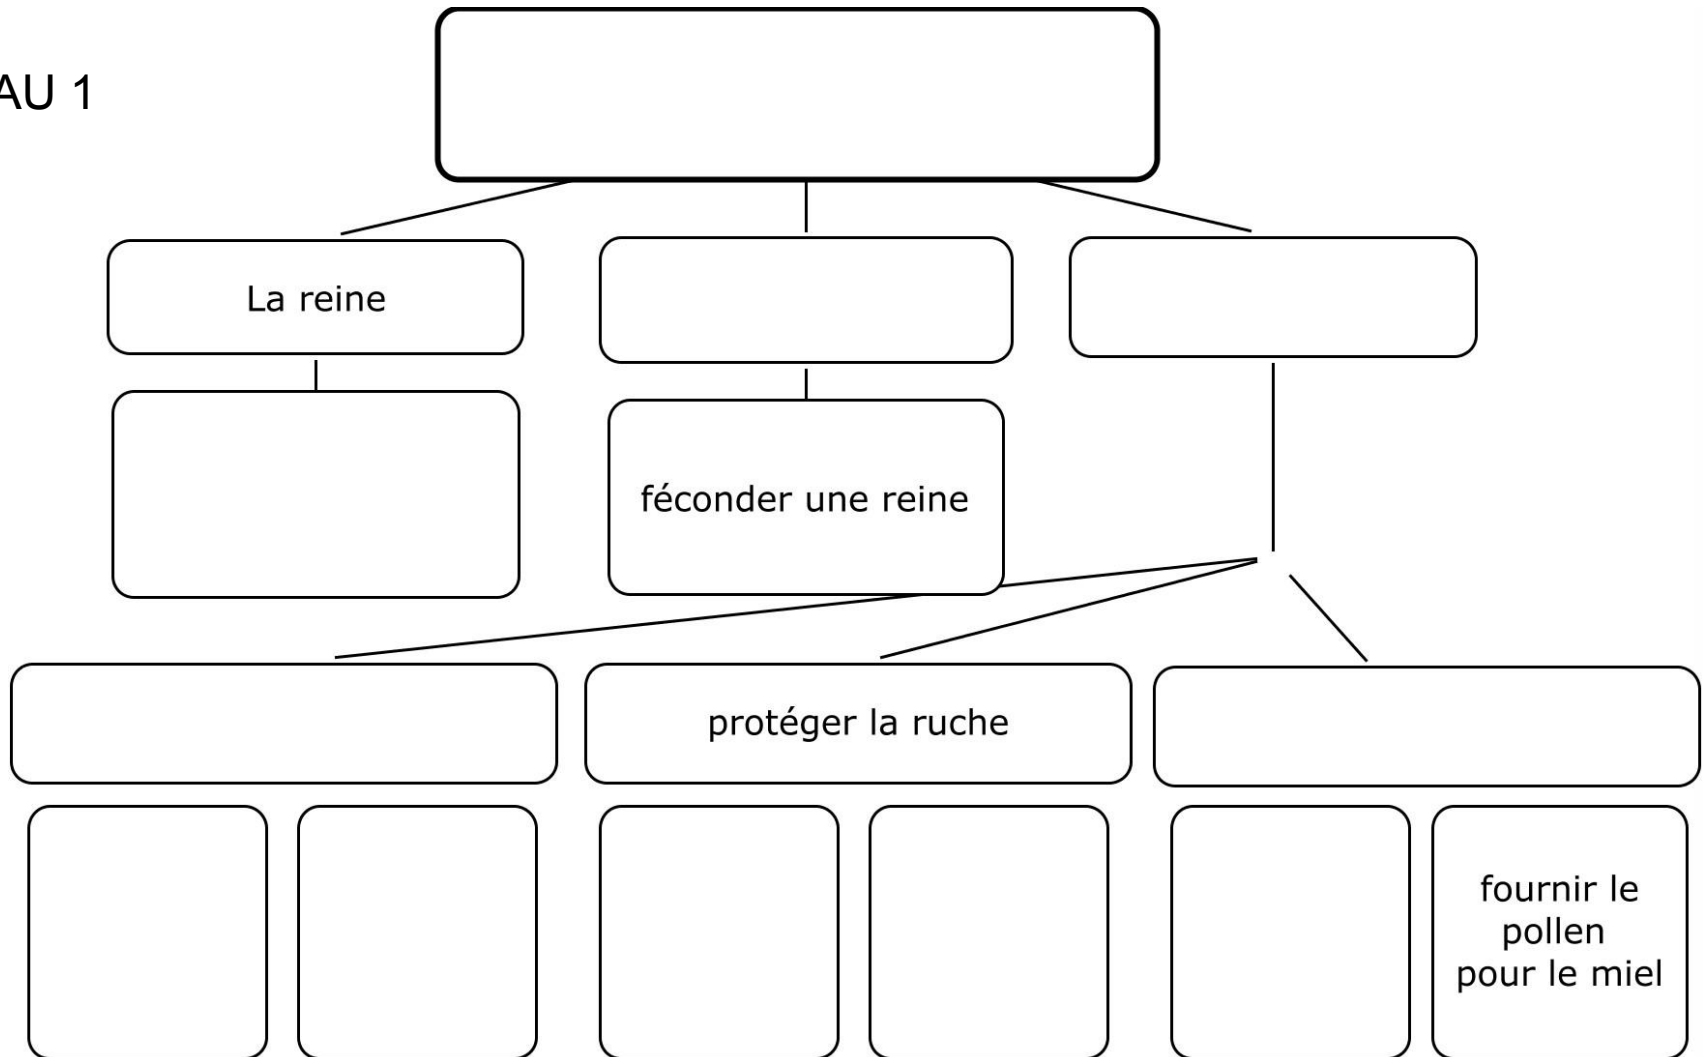 AU 1
La reine
féconder une reine
protéger la ruche
fournir le
pollen
pour le miel